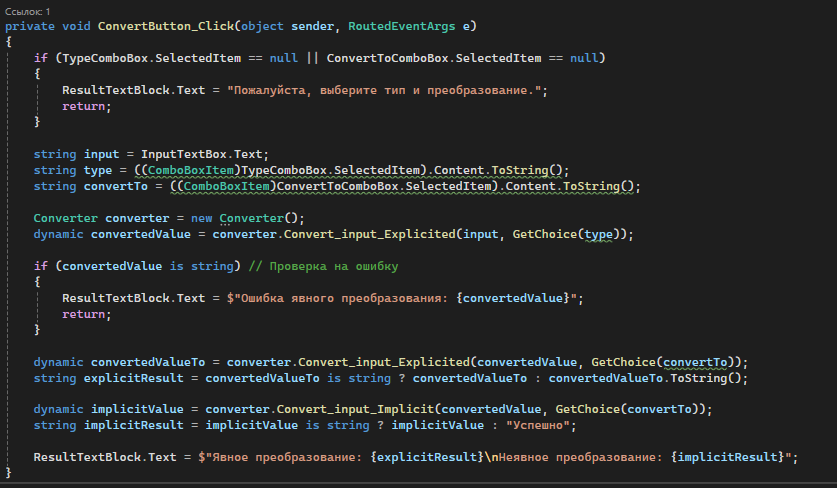 Ссылок: 1
private void ConvertButton_Click(object sender, RoutedEventArgs e)
{
    if (TypeComboBox.SelectedItem == null || ConvertToComboBox.SelectedItem == null)
    {
        ResultTextBlock.Text = "Пожалуйста, выберите тип и преобразование.";
        return;
    }

    string input = InputTextBox.Text;
    string type = ((ComboBoxItem)TypeComboBox.SelectedItem).Content.ToString();
    string convertTo = ((ComboBoxItem)ConvertToComboBox.SelectedItem).Content.ToString();

    Converter converter = new Converter();
    dynamic convertedValue = converter.Convert_input_Explicited(input, GetChoice(type));

    if (convertedValue is string) // Проверка на ошибку
    {
        ResultTextBlock.Text = $"Ошибка явного преобразования: {convertedValue}";
        return;
    }

    dynamic convertedValueTo = converter.Convert_input_Explicited(convertedValue, GetChoice(convertTo));
    string explicitResult = convertedValueTo is string ? convertedValueTo : convertedValueTo.ToString();

    dynamic implicitValue = converter.Convert_input_Implicit(convertedValue, GetChoice(convertTo));
    string implicitResult = implicitValue is string ? implicitValue : "Успешно";

    ResultTextBlock.Text = $"Явное преобразование: {explicitResult}\nНеявное преобразование: {implicitResult}";
}